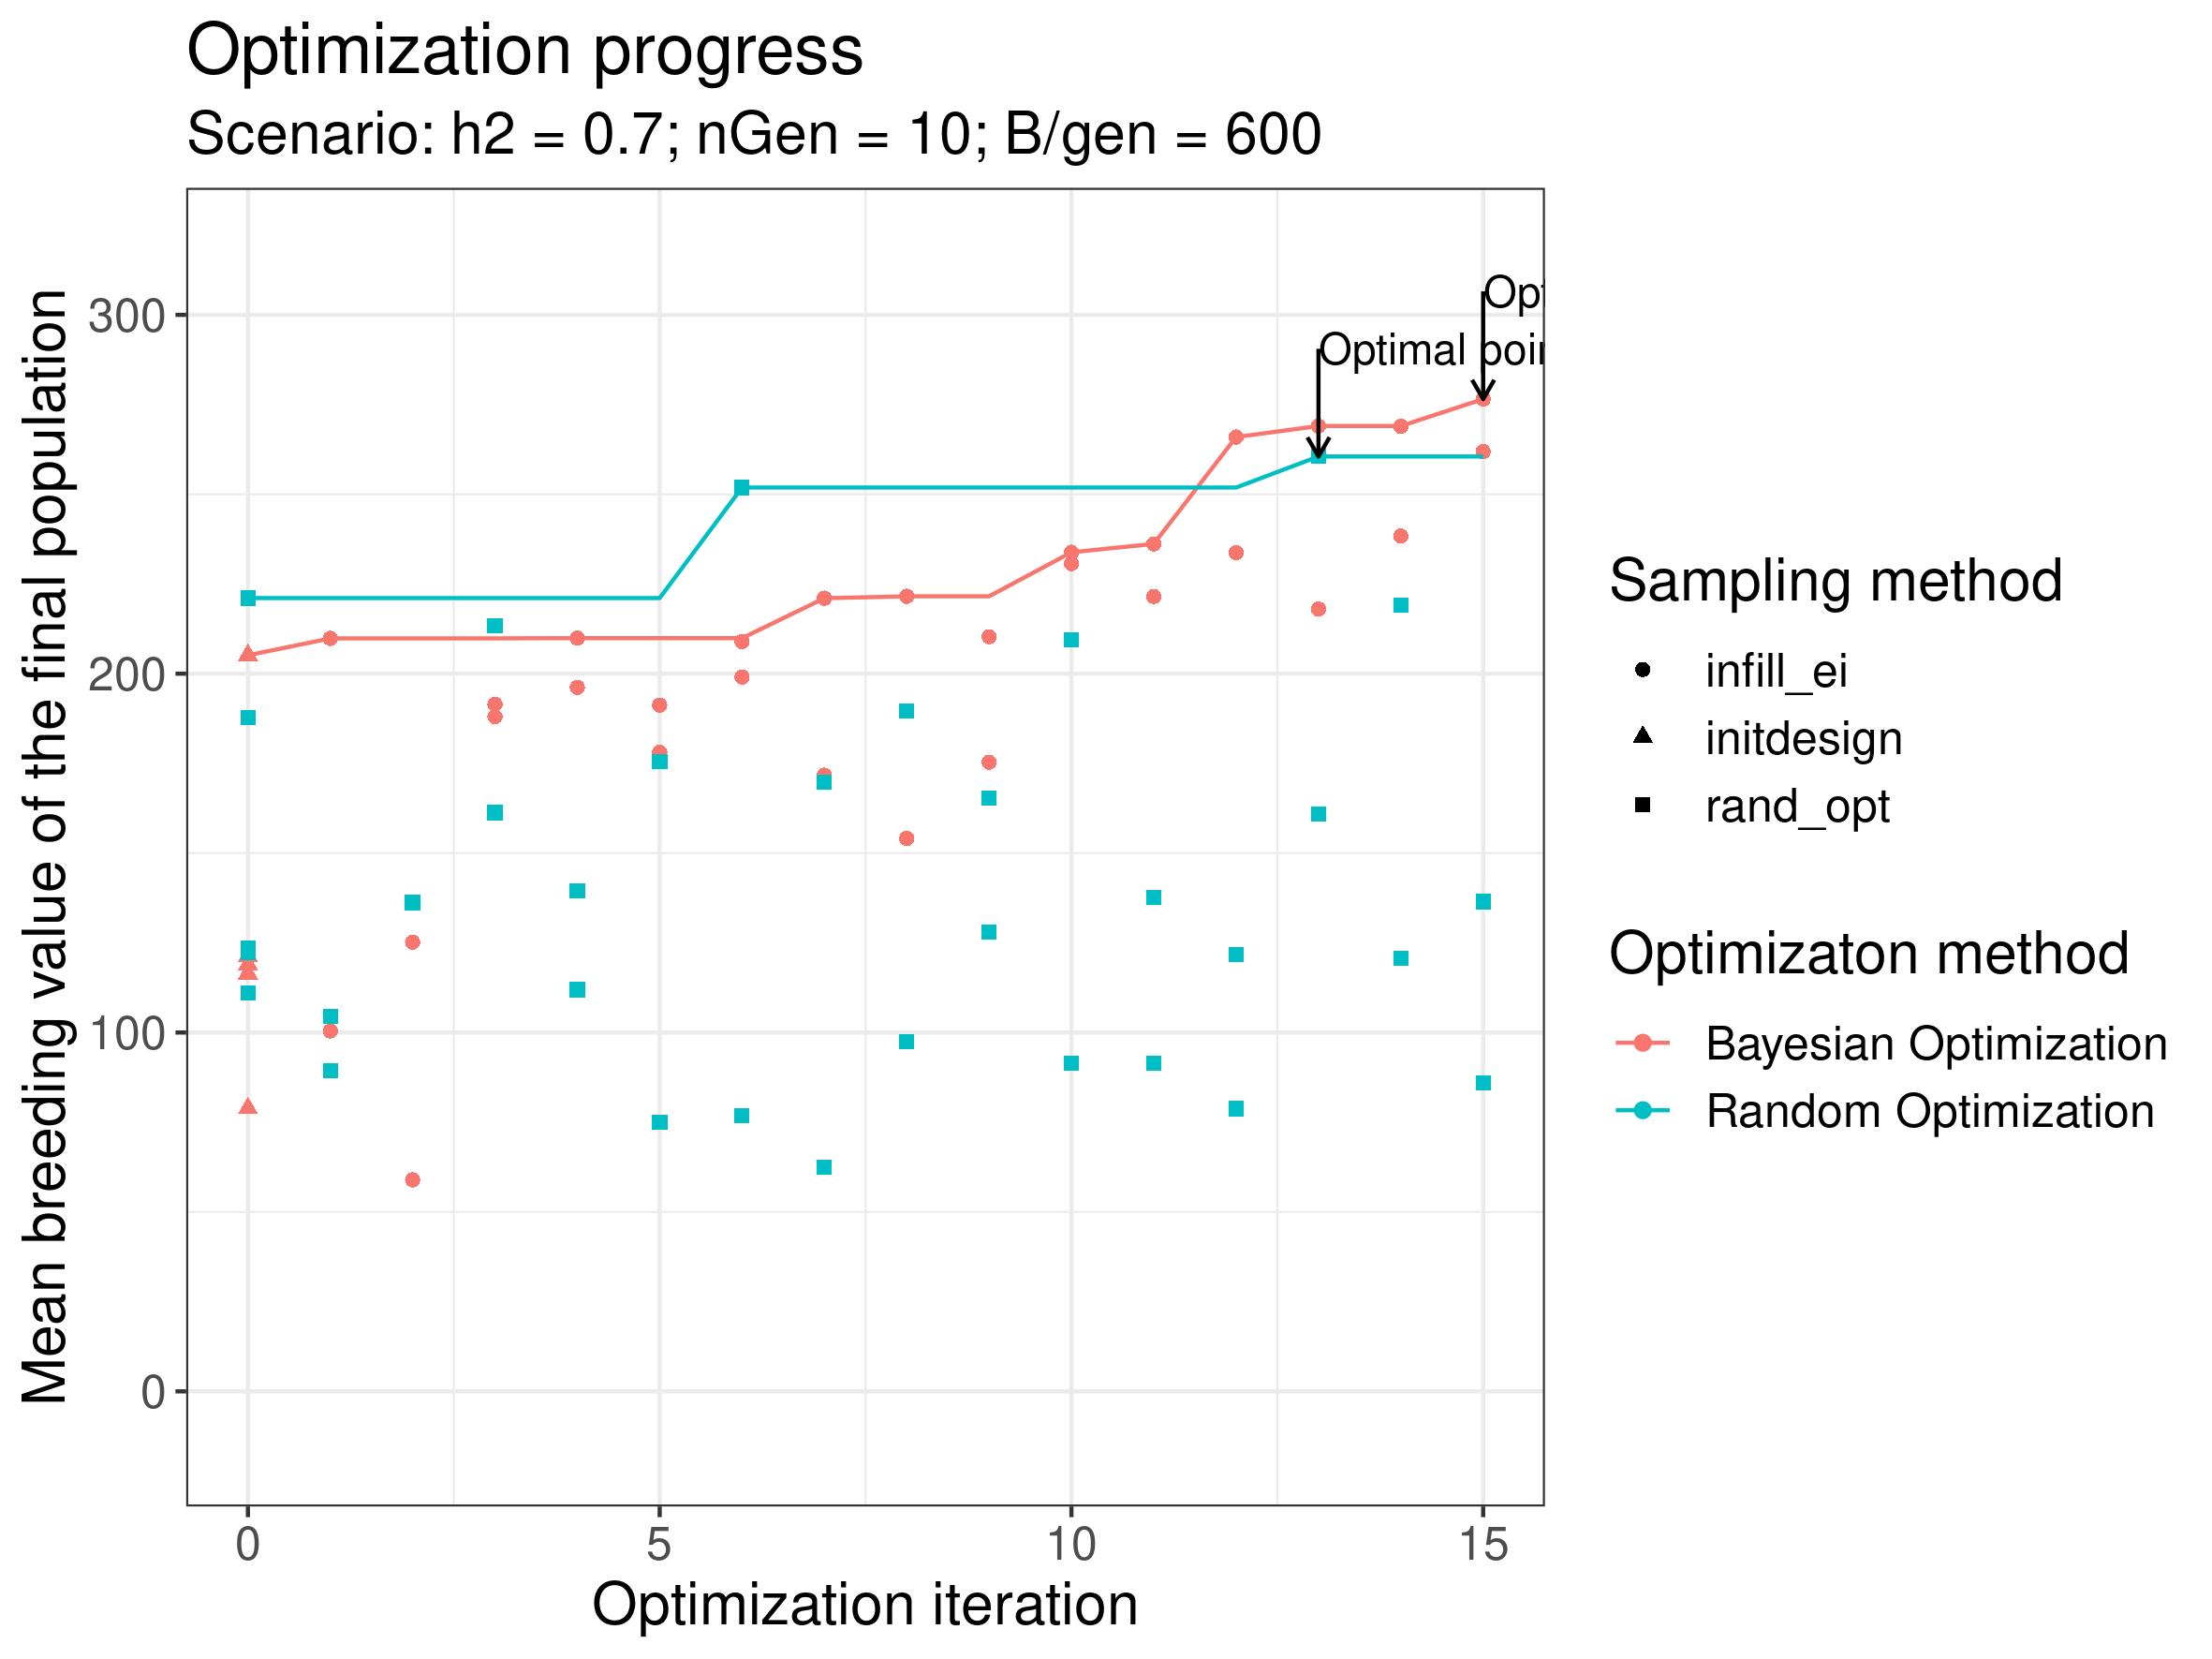 Optimization progress
Scenario: h2 = 0.7; nGen = 10; B/gen = 600
Mean breeding value of the final population
300
200
100
0
Optimal
0
5
10
15
Optimization iteration
Sampling method
infill_ei
initdesign
rand_opt
Optimizaton method
Bayesian Optimization
Random Optimization